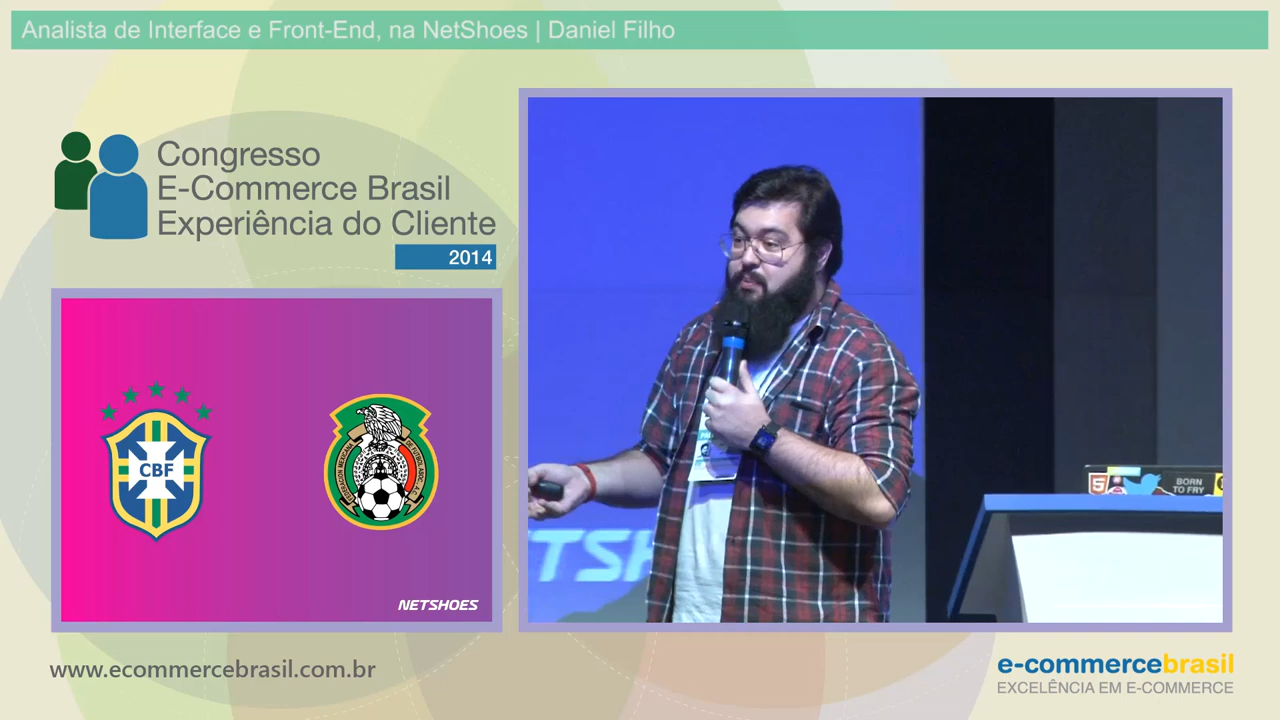 Analista de Interface e Front-End, na NetShoes | Daniel Filho
Congresso
E-Commerce Brasil
Experiência do Cliente
2014
CBF
NETSHOES
ETSH
BORN
TO FRY
www.ecommercebrasil.com.br
e-commercebrasil
EXCELÊNCIA EM E-COMMERCE